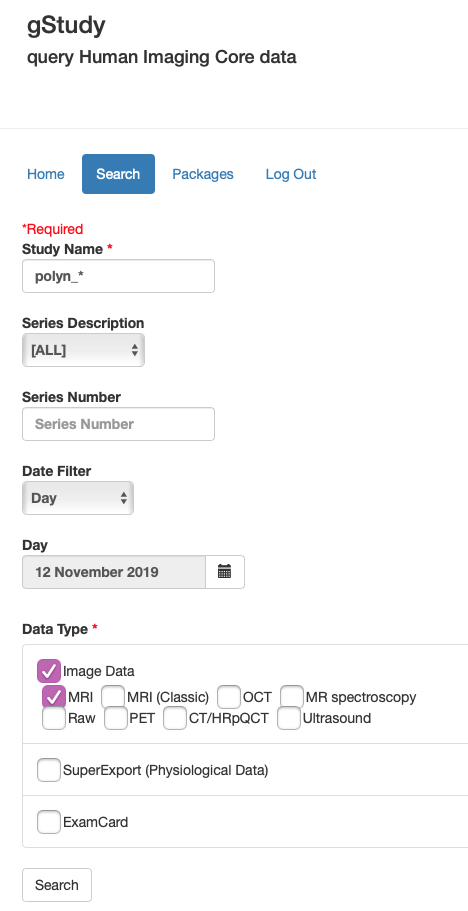 gStudy
query Human Imaging Core data
Home Search Packages Log Out
*Required
Study Name *
polyn_*
Series Description
[ALL]
Series Number
Series Number
Date Filter
Day
Day
12 November 2019
Data Type *
Image Data
MRI MRI (Classic) OCT MR spectroscopy
Raw PET CT/HRpQCT Ultrasound
SuperExport (Physiological Data)
ExamCard
Search